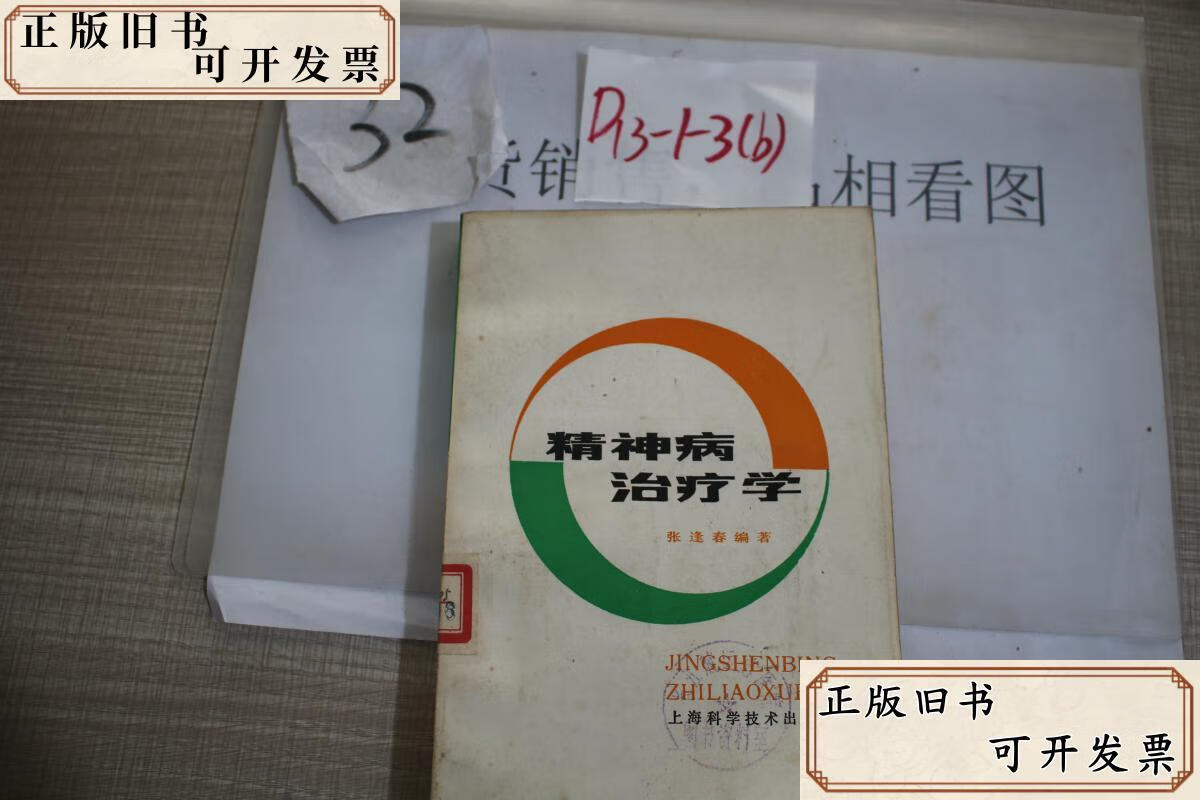 正版旧书
可开发票
32
D13-1-3(b)
货销
相看图
精神病
治疗学
张逢春编著
JINGSHENBING
ZHILIAOXUE
上海科学技术出
正版旧书
可开发票